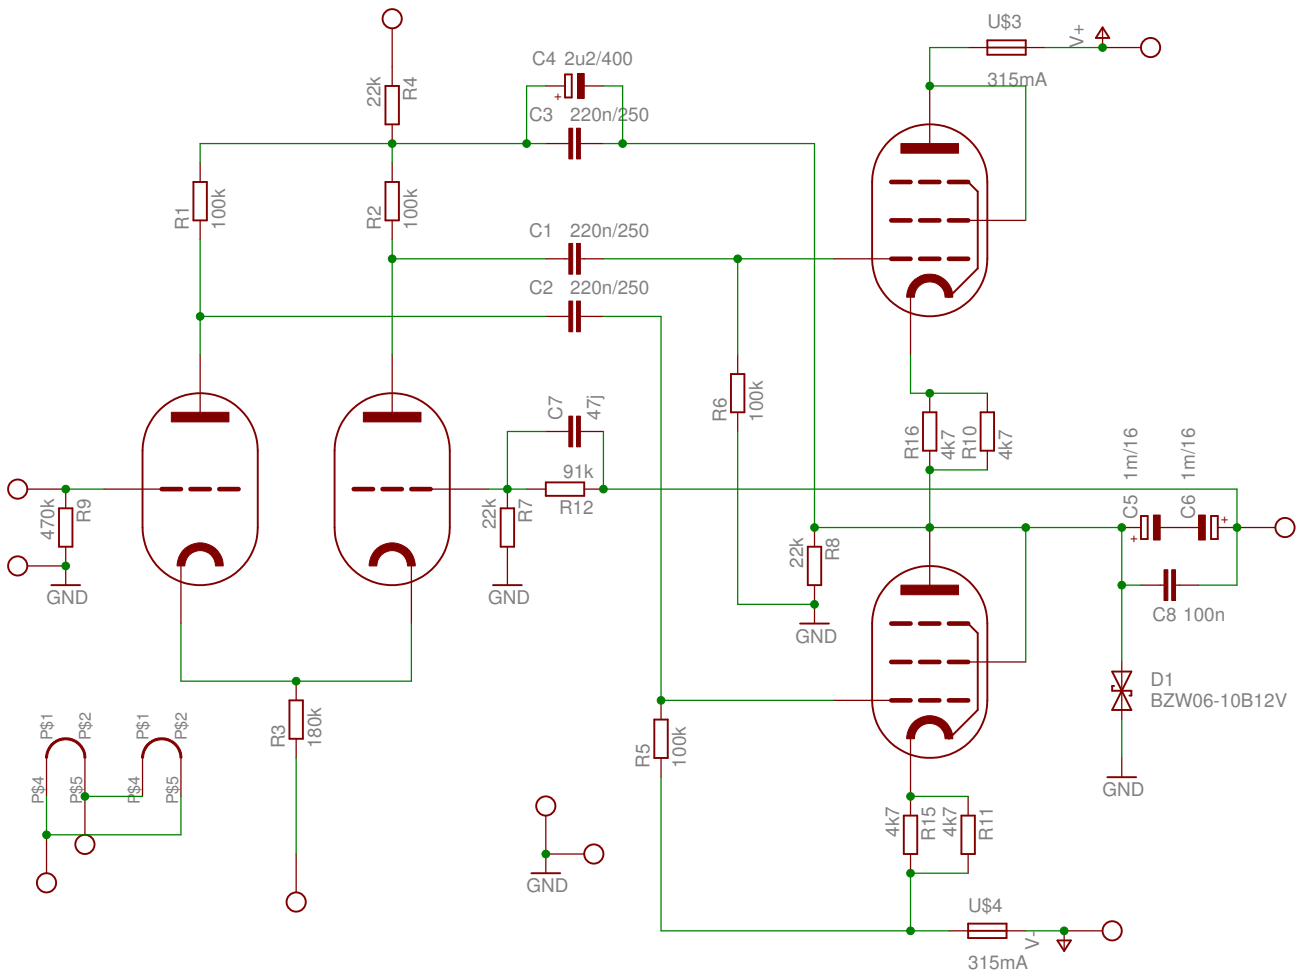 U$3
V+
315mA
C4 2u2/400
22k
R4
C3 220n/250
R1
100k
R2
100k
C1 220n/250
C2 220n/250
R6
100k
C7
47j
R16
4k7
R10
4k7
1m/16
1m/16
91k
R12
470k
R9
22k
R7
C5
C6
22k
R8
GND
GND
GND
C8 100n
D1
BZW06-10B12V
GND
P$1
P$2
P$1
P$2
R3
180k
R5
100k
P$4
P$5
P$4
P$5
4k7
R15
4k7
R11
GND
U$4
V-
315mA